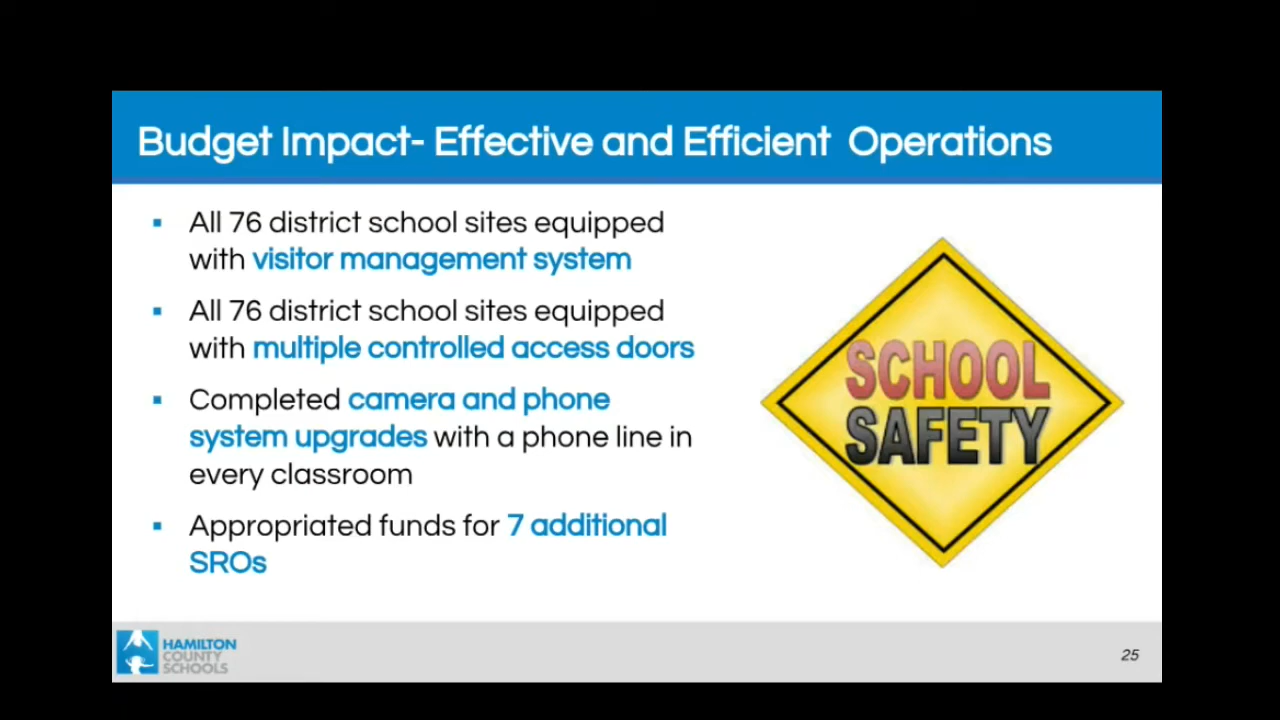 Budget Impact- Effective and Efficient Operations
▪ All 76 district school sites equipped
with visitor management system
▪ All 76 district school sites equipped
with multiple controlled access doors
▪ Completed camera and phone
system upgrades with a phone line in
every classroom
▪ Appropriated funds for 7 additional
SROs
SCHOOL
SAFETY
HAMILTON
COUNTY
SCHOOLS
25